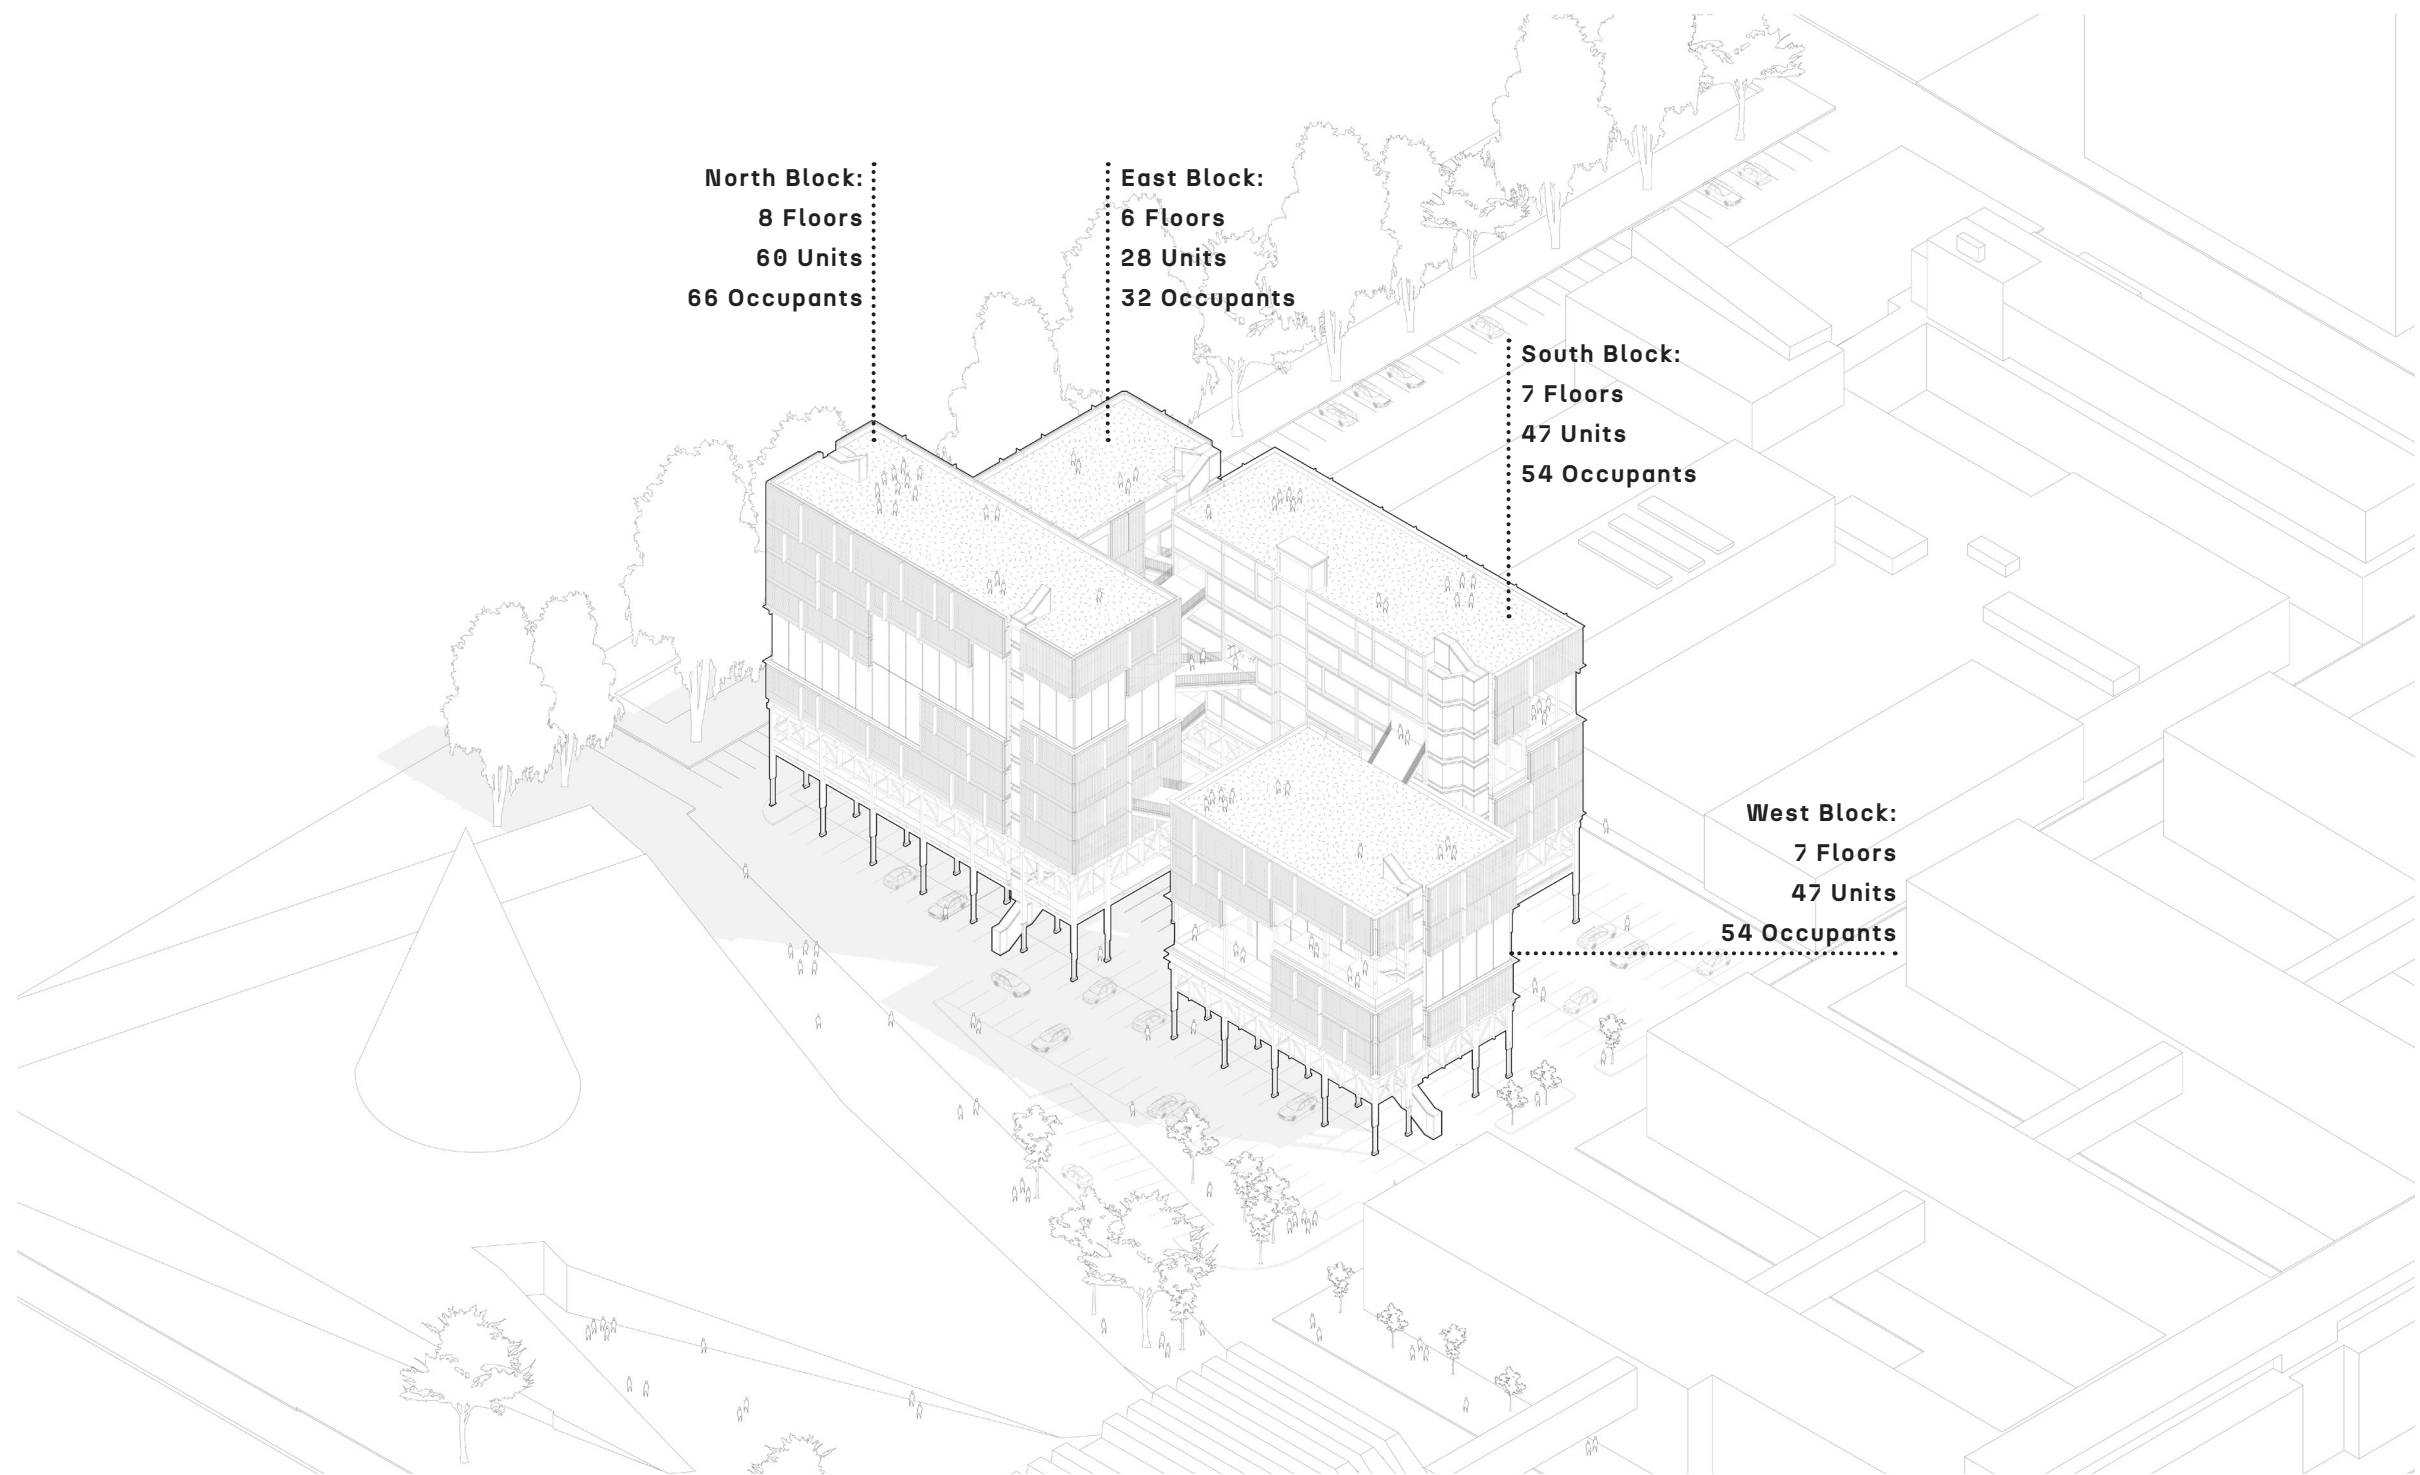 North Block:
8 Floors
60 Units
66 Occupants
East Block:
6 Floors
28 Units
32 Occupants
South Block:
7 Floors
47 Units
54 Occupants
West Block:
7 Floors
47 Units
54 Occupants